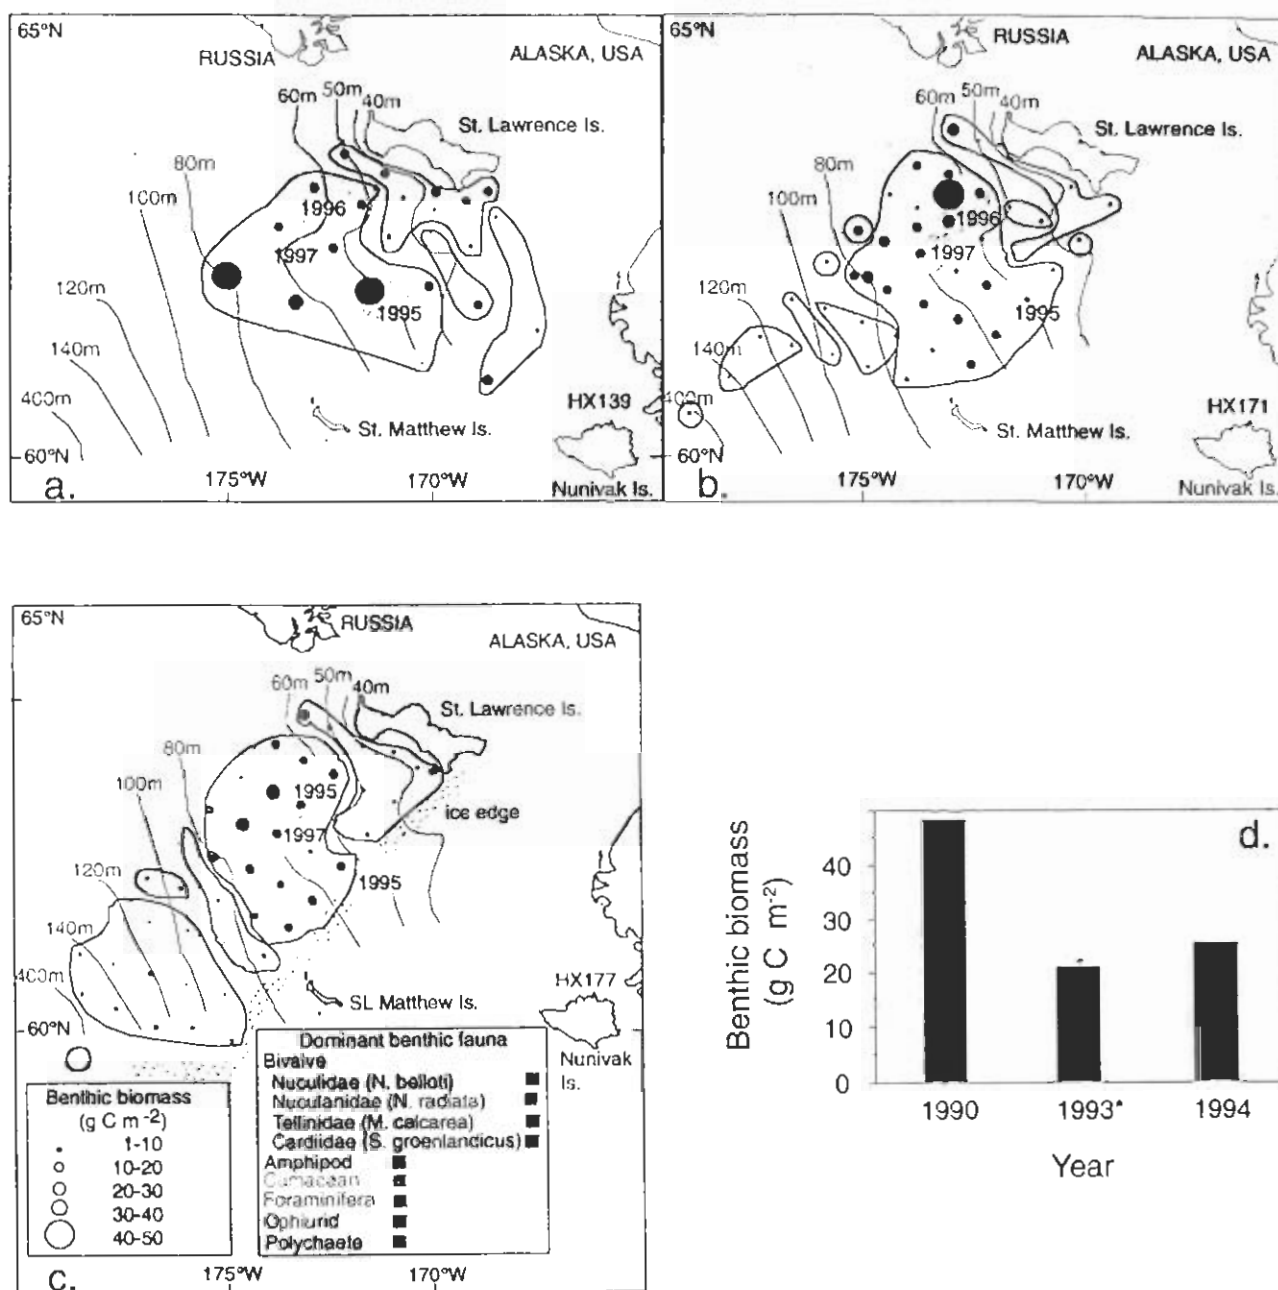 65°N
RUSSIA
ALASKA, USA
60m
50m
40m
St. Lawrence Is.
80m
100m
1996
1997
120m
1995
140m
400m
HX139
St. Matthew Is.
60°N
a.
175°W
170°W
Nunivak Is.
65°N
RUSSIA
ALASKA, USA
60m
50m
40m
St. Lawrence Is.
80m
100m
1996
1997
120m
1995
140m
400m
HX171
St. Matthew Is.
60°N
b.
175°W
170°W
Nunivak Is.
65°N
RUSSIA
ALASKA, USA
60m
50m
40m
St. Lawrence Is.
80m
100m
1995
ice edge
1997
120m
1995
140m
400m
HX177
SL Matthew Is.
60°N
Nunivak
Is.
Benthic biomass
(g C m-2)
1-10
10-20
20-30
30-40
40-50
Dominant benthic fauna
Bivalve
Nuculidae (N. belloti)
Nuculanidae (N. radiata)
Tellinidae (M. calcarea)
Cardiidae (S. groenlandicus)
Amphipod
Cumacean
Foraminifera
Ophiurid
Polychaete
c.
175°W
170°W
d.
Benthic biomass
(g C m-2)
40
30
20
10
0
1990
1993*
1994
Year